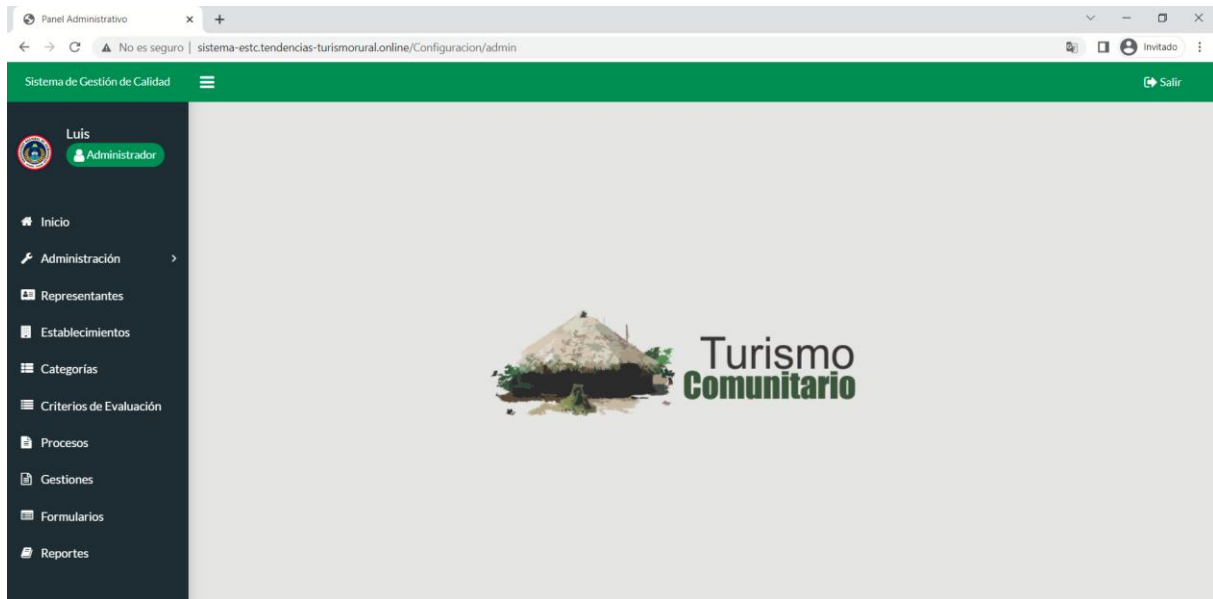 Panel Administrativo
No es seguro | sistema-estc.tendencias-turismorural.online/Configuracion/admin
Invitado
Sistema de Gestión de Calidad
Salir
Luis
Administrador
Inicio
Administración
Representantes
Establecimientos
Categorías
Criterios de Evaluación
Procesos
Gestiones
Formularios
Reportes
Turismo
Comunitario